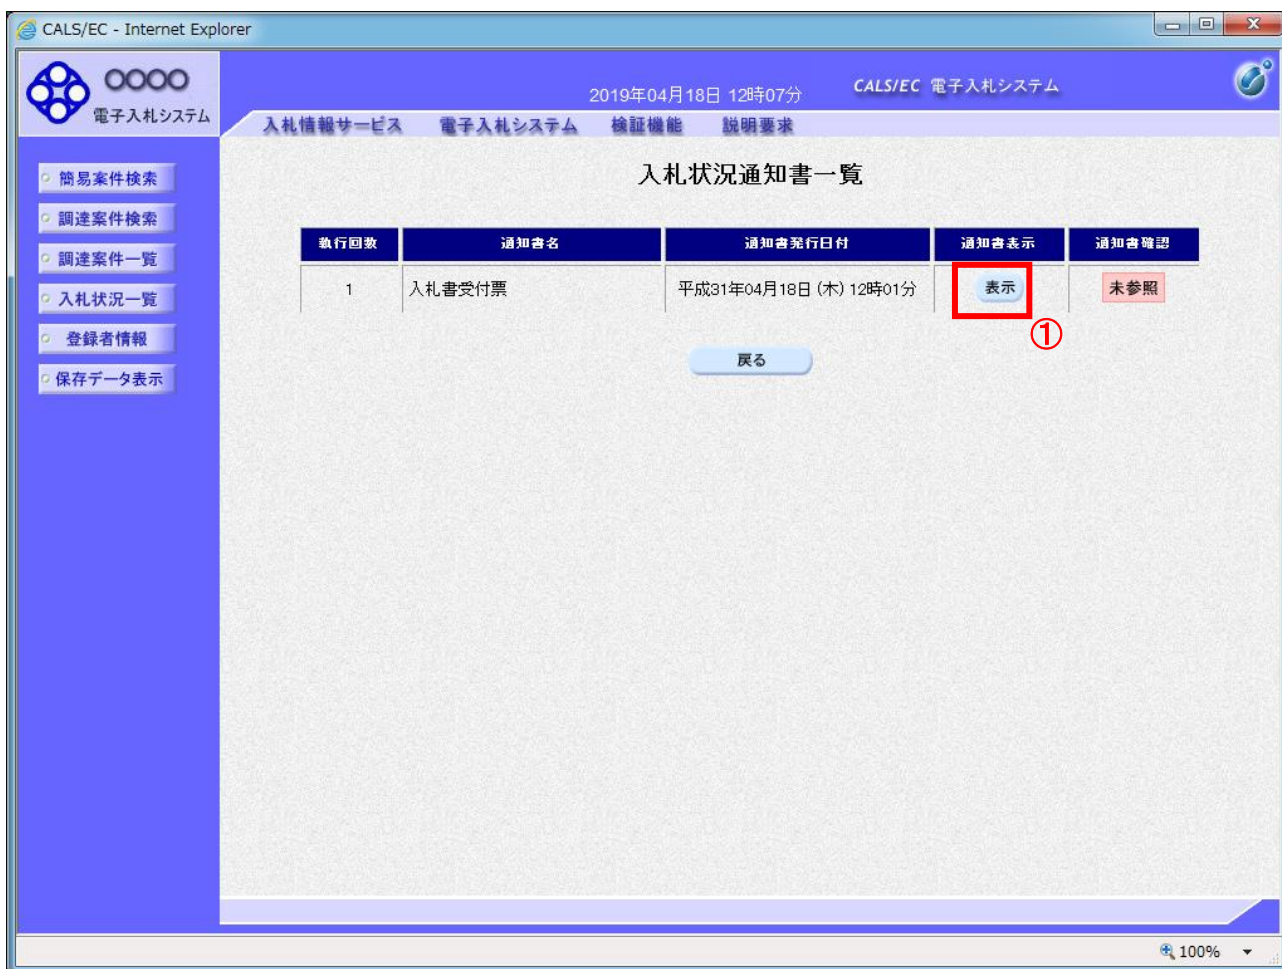 CALS/EC - Internet Explorer
○○○○
電子入札システム
2019年04月18日 12時07分
CALS/EC 電子入札システム
入札情報サービス 電子入札システム 検証機能 説明要求
簡易案件検索
調達案件検索
調達案件一覧
入札状況一覧
登録者情報
保存データ表示
入札状況通知書一覧
執行回数 通知書名 通知書発行日付 通知書表示 通知書確認
1 入札書受付票 平成31年04月18日 (木) 12時01分 表示 未参照
①
戻る
100%